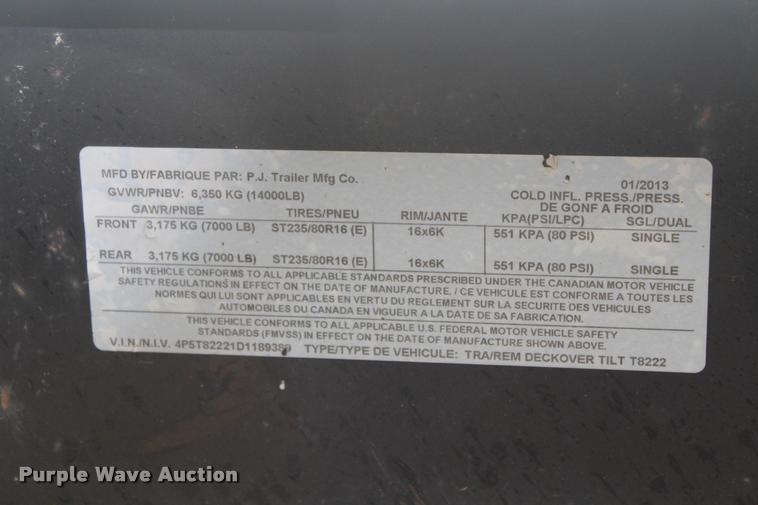 MFD BY/FABRIQUE PAR: P.J. Trailer Mfg Co. 01/2013
GVWR/PNBV: 6,350 KG (14000LB) COLD INFL. PRESS./PRESS.
DE GONF A FROID
GAWR/PNBE TIRES/PNEU RIM/JANTE KPA(PSI/LPC) SGL/DUAL
FRONT 3,175 KG (7000 LB) ST235/80R16 (E) 16x6K 551 KPA (80 PSI) SINGLE
REAR 3,175 KG (7000 LB) ST235/80R16 (E) 16x6K 551 KPA (80 PSI) SINGLE
THIS VEHICLE CONFORMS TO ALL APPLICABLE STANDARDS PRESCRIBED UNDER THE CANADIAN MOTOR VEHICLE
SAFETY REGULATIONS IN EFFECT ON THE DATE OF MANUFACTURE. / CE VEHICULE EST CONFORME A TOUTES LES
NORMES QUI LUI SONT APPLICABLES EN VERTU DU REGLEMENT SUR LA SECURITE DES VEHICULES
AUTOMOBILES DU CANADA EN VIGUEUR A LA DATE DE SA FABRICATION.
THIS VEHICLE CONFORMS TO ALL APPLICABLE U.S. FEDERAL MOTOR VEHICLE SAFETY
STANDARDS (FMVSS) IN EFFECT ON THE DATE OF MANUFACTURE SHOWN ABOVE.
V.I.N./N.I.V. 4P5T82221D1189389 TYPE/TYPE DE VEHICULE: TRA/REM DECKOVER TILT T8222
Purple Wave Auction